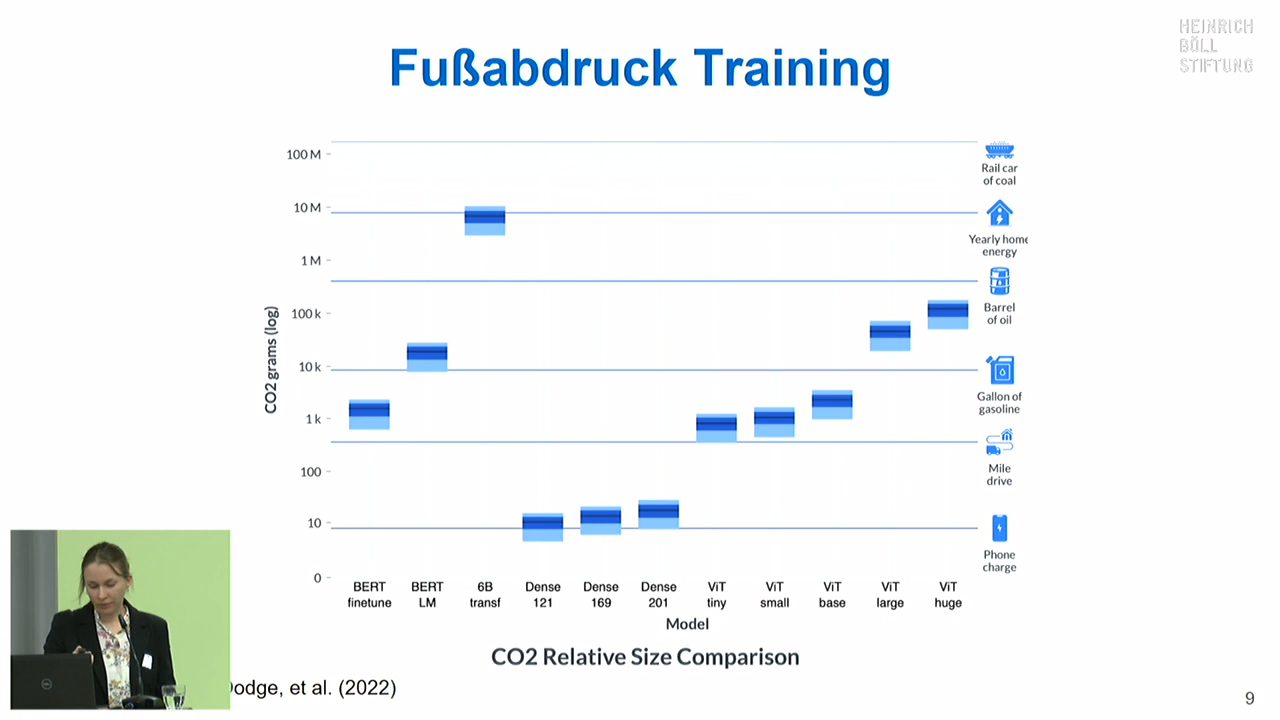 HEINRICH
BÖLL
STIFTUNG
Fußabdruck Training
100 M
10 M
1 M
100 k
10 k
1 k
100
10
0
CO2 grams (log)
Rail car
of coal
Yearly home
energy
Barrel
of oil
Gallon of
gasoline
Mile
drive
Phone
charge
BERT
finetune
BERT
LM
6B
transf
Dense
121
Dense
169
Dense
201
ViT
tiny
ViT
small
ViT
base
ViT
large
ViT
huge
Model
CO2 Relative Size Comparison
Dodge, et al. (2022)
9